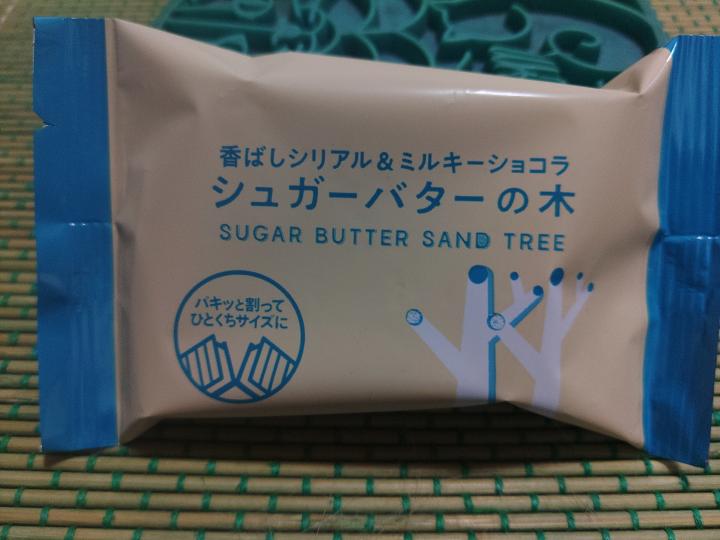 香ばしシリアル&ミルキーショコラ
シュガーバターの木
SUGAR BUTTER SAND TREE
パキッと割って
ひとくちサイズに